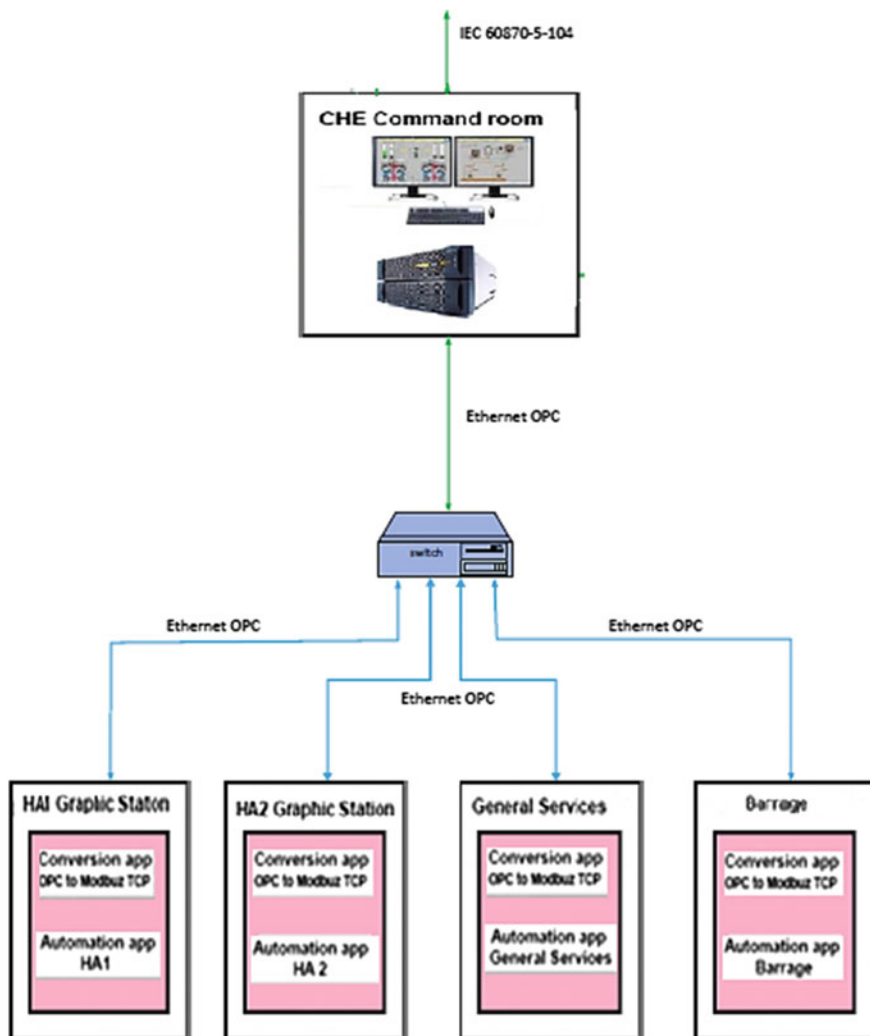 IEC 60870-5-104
CHE Command room
Ethernet OPC
switch
Ethernet OPC
Ethernet OPC
Ethernet OPC
HA1 Graphic Staton
Conversion app
OPC to Modbuz TCP
Automation app
HA1
HA2 Graphic Station
Conversion app
OPC to Modbuz TCP
Automation app
HA 2
General Services
Conversion app
OPC to Modbuz TCP
Automation app
General Services
Barrage
Conversion app
OPC to Modbuz TCP
Automation app
Barrage